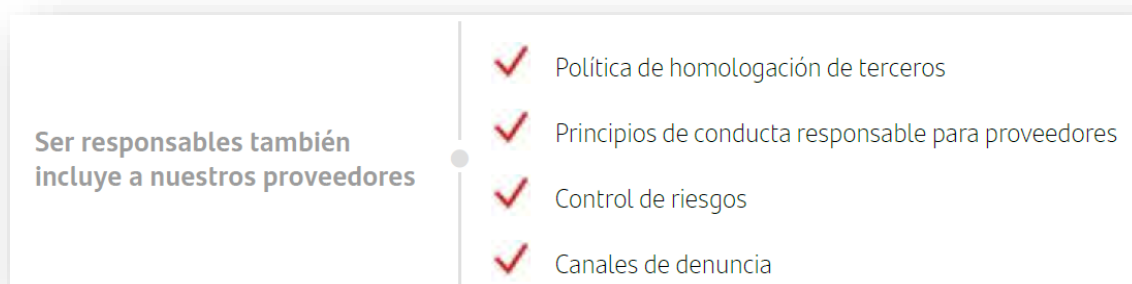 Ser responsables también
incluye a nuestros proveedores
Política de homologación de terceros
Principios de conducta responsable para proveedores
Control de riesgos
Canales de denuncia